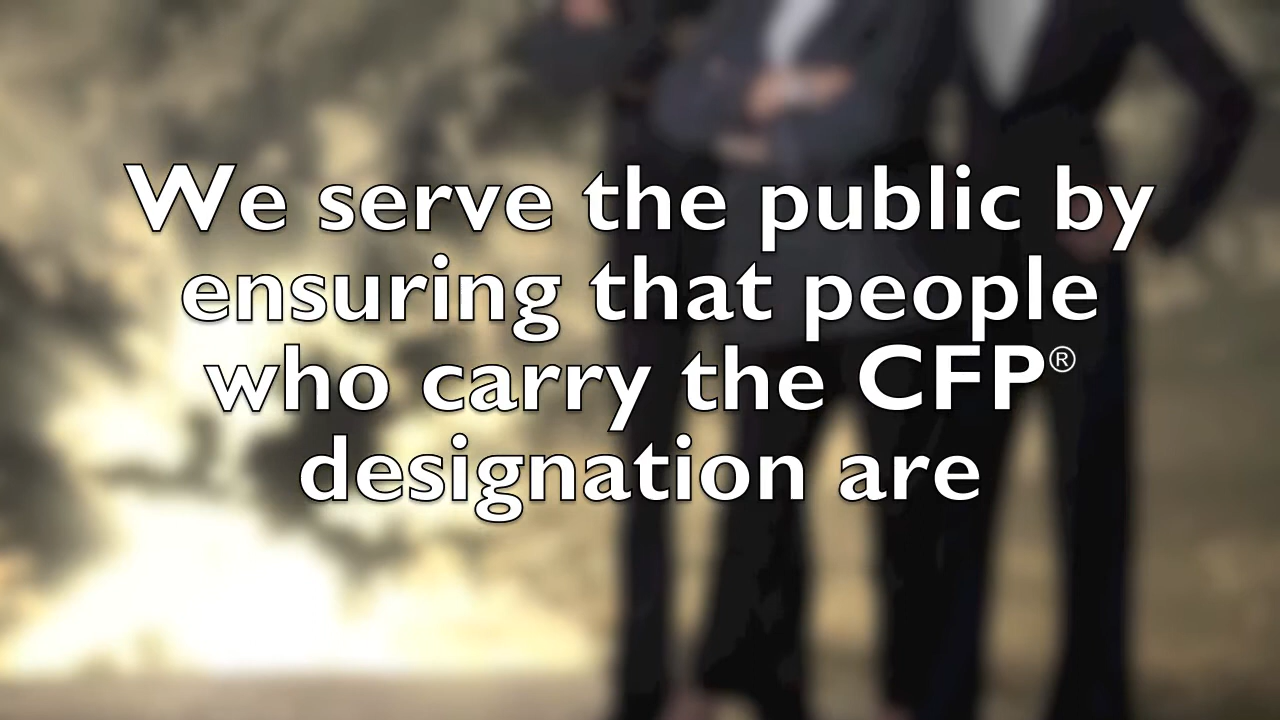 We serve the public by
ensuring that people
who carry the CFP®
designation are